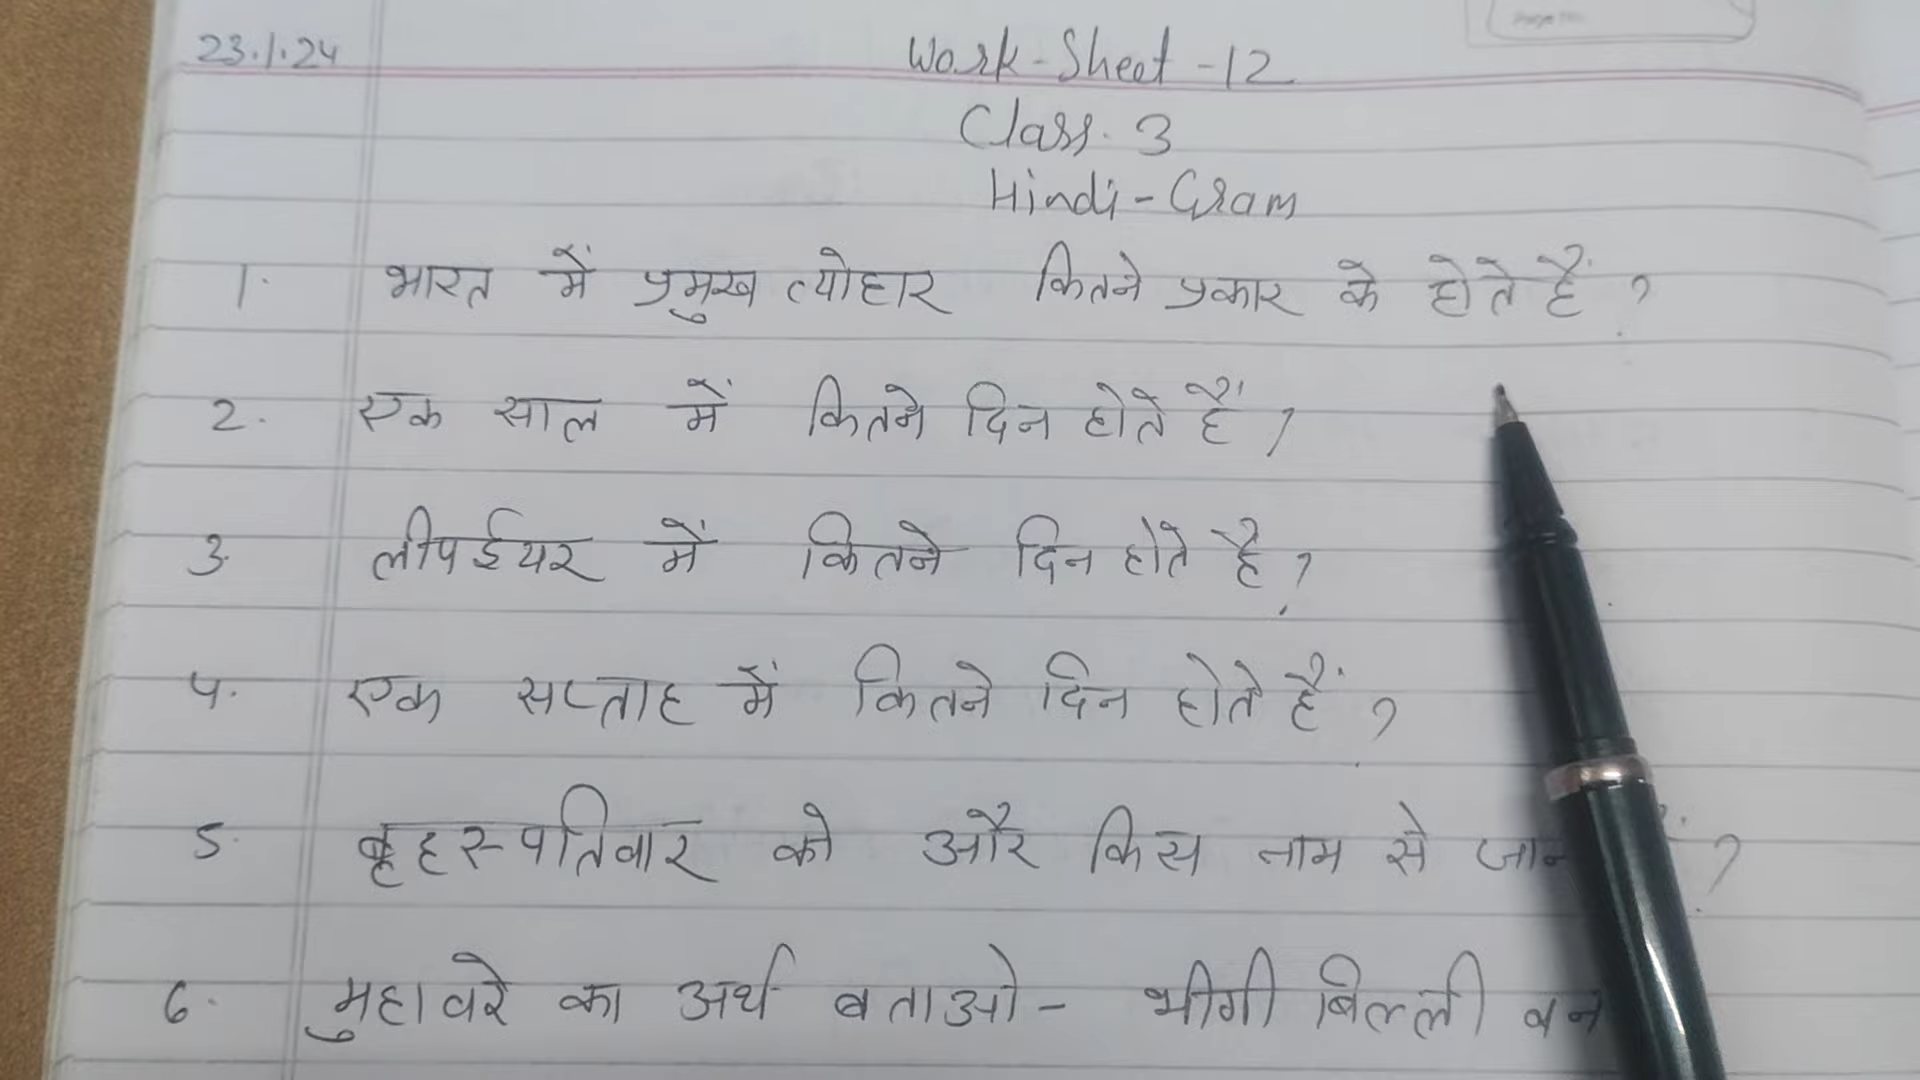 23.1.24
Work-Sheet-12
Class. 3
Hindi-Gram
1. भारत में प्रमुख त्योहार कितने प्रकार के होते हैं ?
2. एक साल में कितने दिन होते हैं ?
3. लीपईयर में कितने दिन होते है ?
4. एक सप्ताह में कितने दिन होते हैं ?
5. बृहस्पतिवार को और किस नाम से जान ?
6. मुहावरे का अर्थ बताओ- भीगी बिल्ली बन